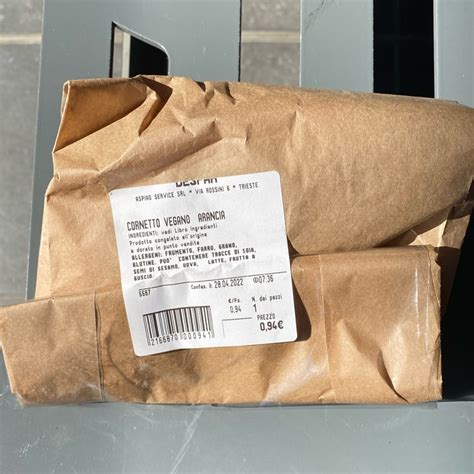 DESPAR
ASPIAG SERVICE SRL * VIA ROSSINI 6 * TRIESTE
CORNETTO VEGANO ARANCIA
INGREDIENTI: vedi Libro Ingredienti
Prodotto congelato all'origine
e dorato in punto vendita
ALLERGENI: FRUMENTO, FARRO, GRANO,
GLUTINE. PUO' CONTENERE TRACCE DI SOIA,
SEMI DI SESAMO, UOVA, LATTE, FRUTTA A
GUSCIO.
6687 Confez. il 28.04.2022 07:36
€/Pz. N. dei pezzi
0,94 1
PREZZO
0,94€
2166870000941